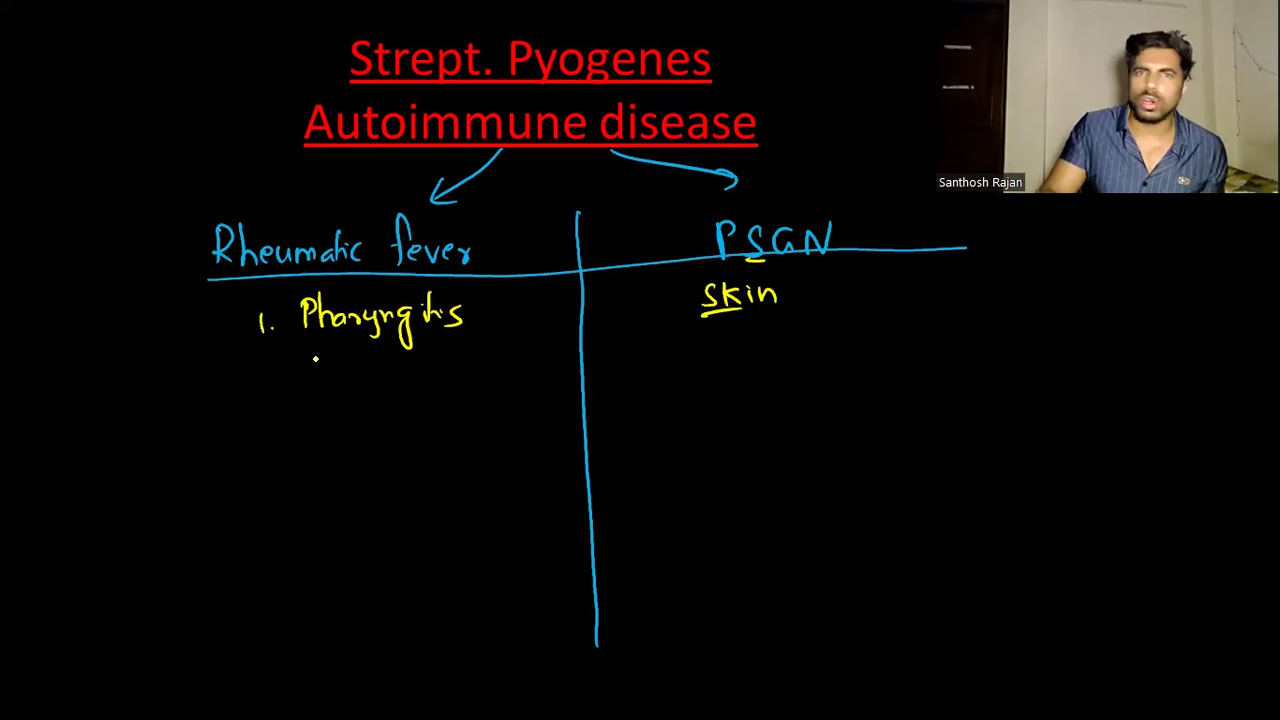 Strept. Pyogenes
Autoimmune disease
Santhosh Rajan
Rheumatic fever
PSGN
1. Pharyngitis
skin